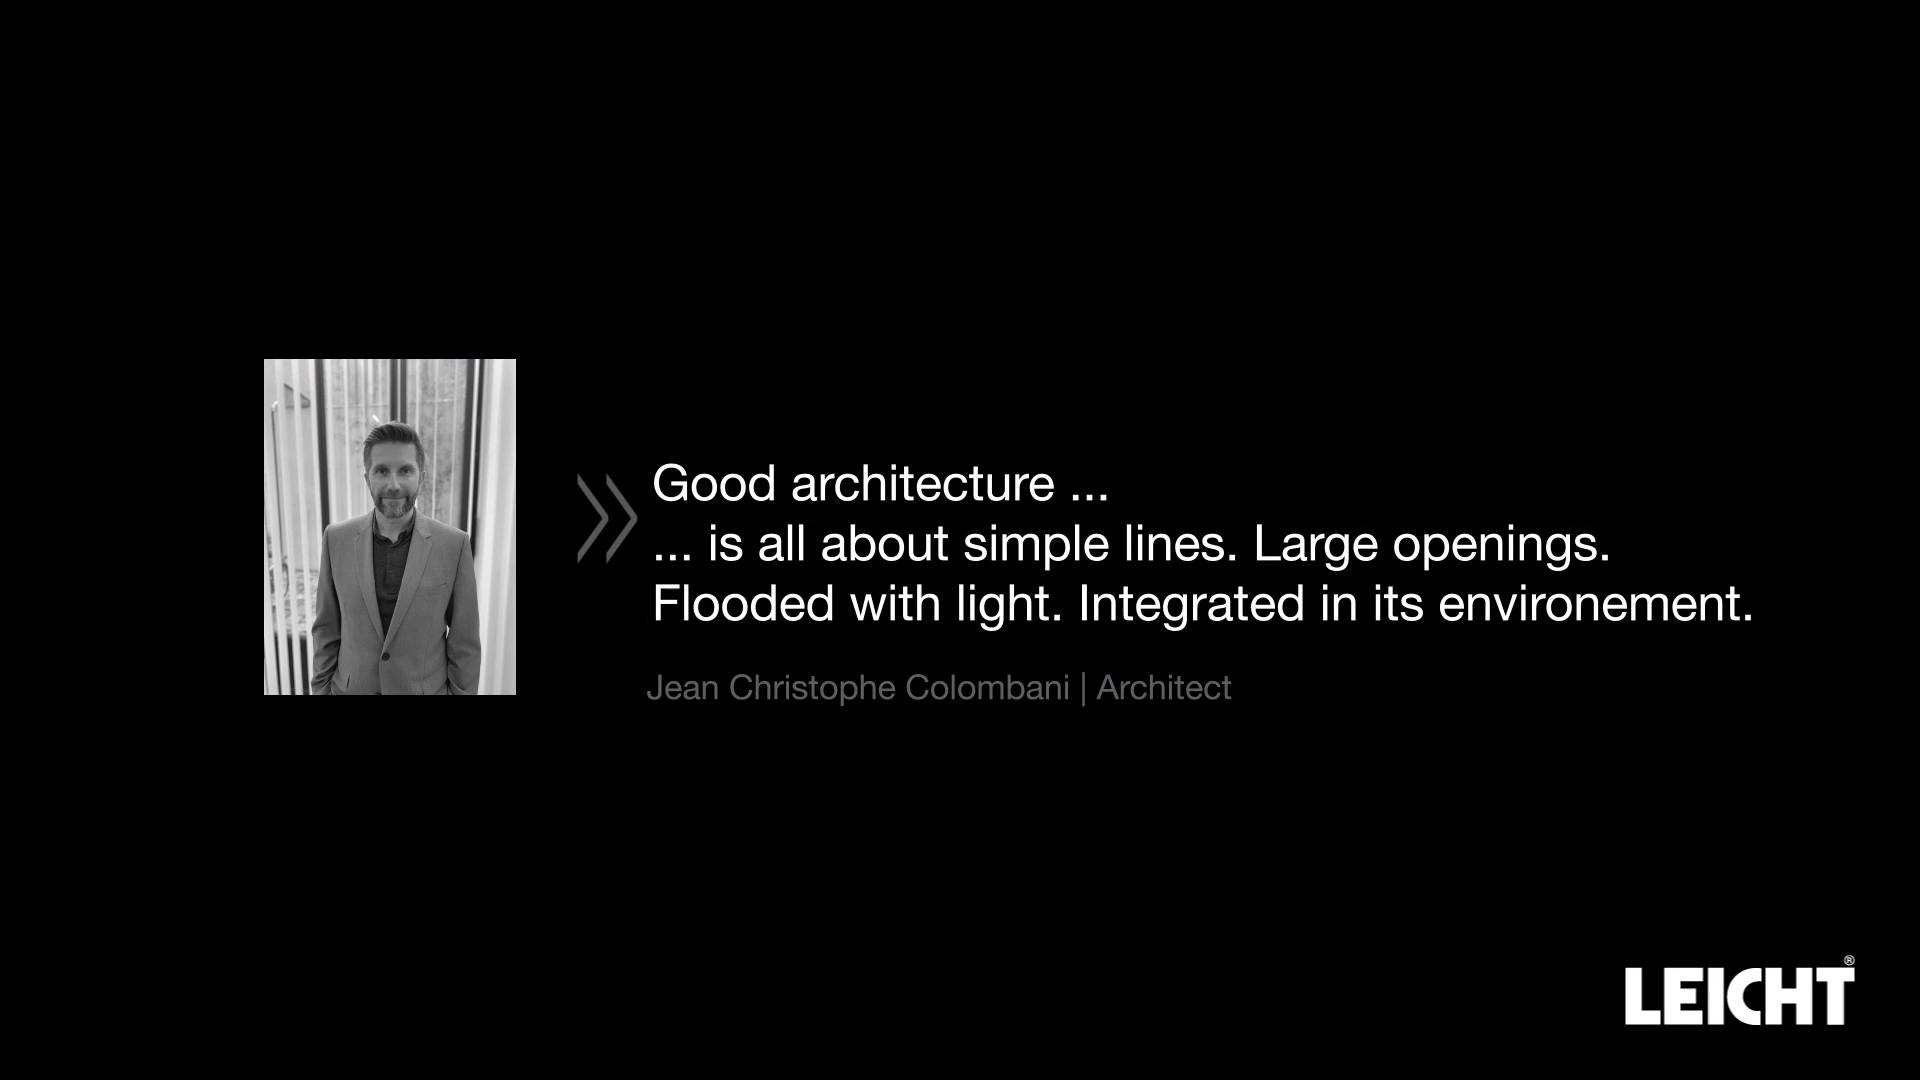 Good architecture ...
... is all about simple lines. Large openings.
Flooded with light. Integrated in its environement.
Jean Christophe Colombani | Architect
LEICHT®